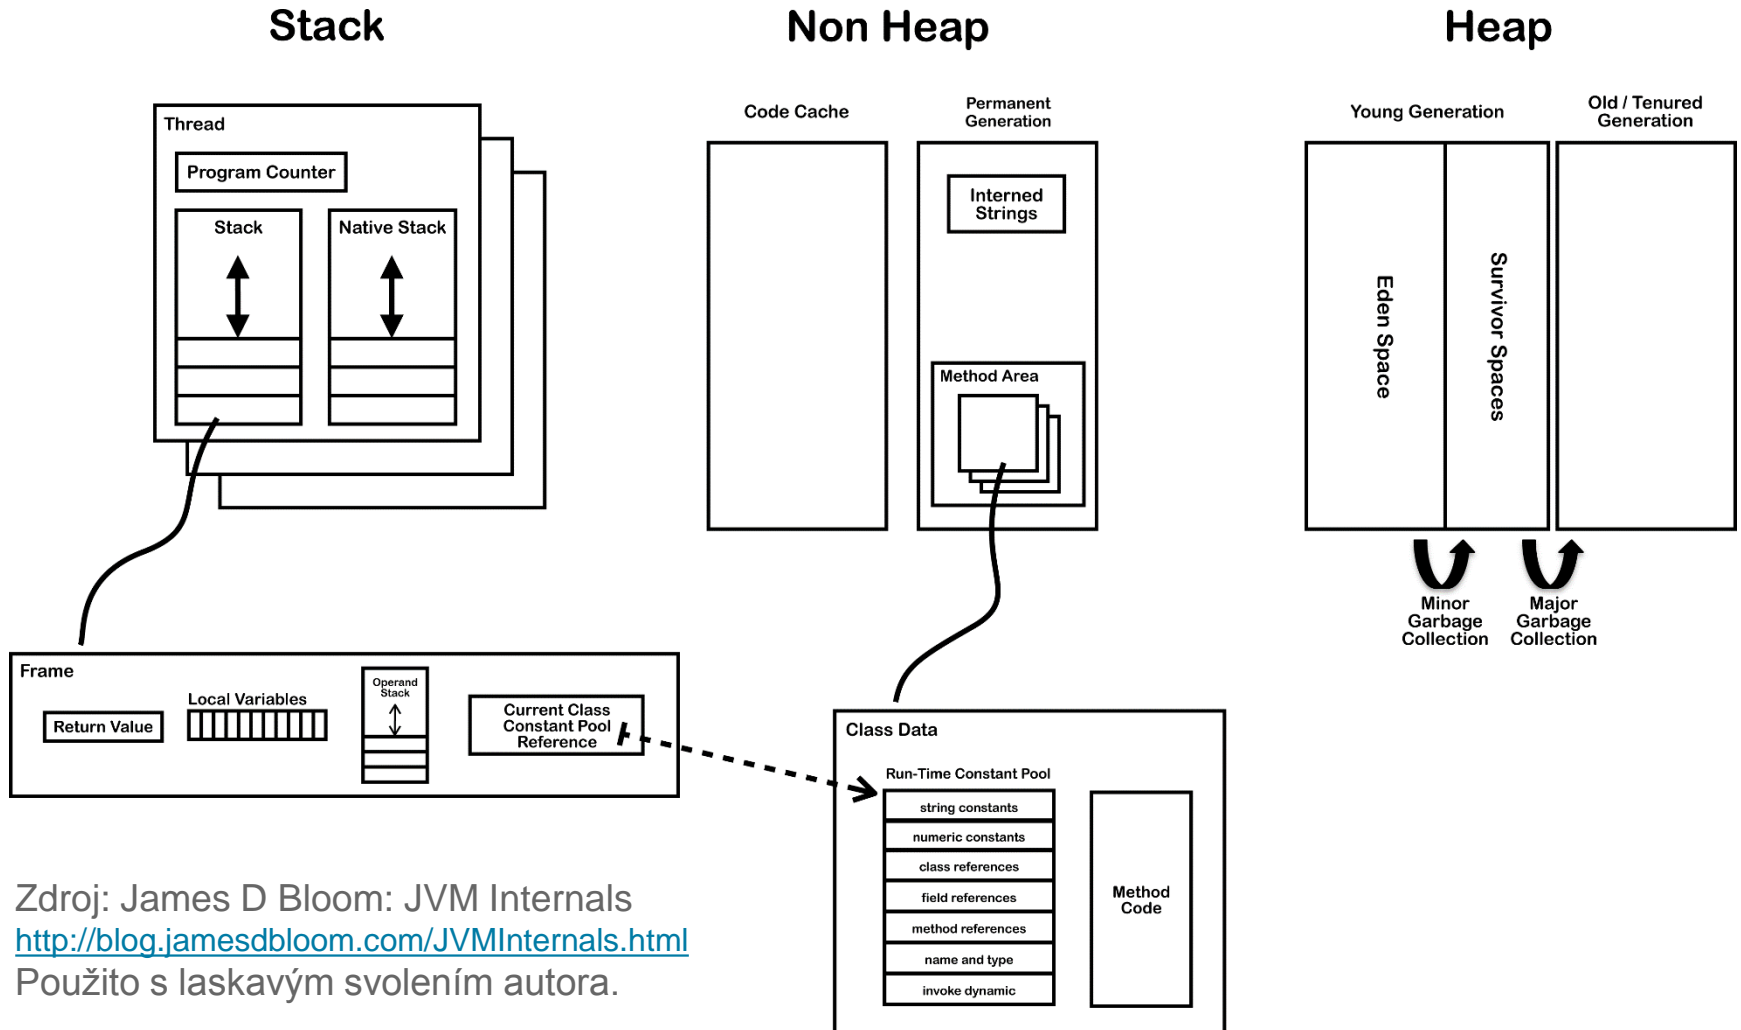 Stack
Non Heap
Heap
Thread
Program Counter
Stack
Native Stack
Code Cache
Permanent
Generation
Interned
Strings
Method Area
Young Generation
Old / Tenured
Generation
Eden Space
Survivor Spaces
Minor
Garbage
Collection
Major
Garbage
Collection
Frame
Return Value
Local Variables
Operand
Stack
Current Class
Constant Pool
Reference
Class Data
Run-Time Constant Pool
string constants
numeric constants
class references
field references
method references
name and type
invoke dynamic
Method
Code
Zdroj: James D Bloom: JVM Internals
http://blog.jamesdbloom.com/JVMInternals.html
Použito s laskavým svolením autora.